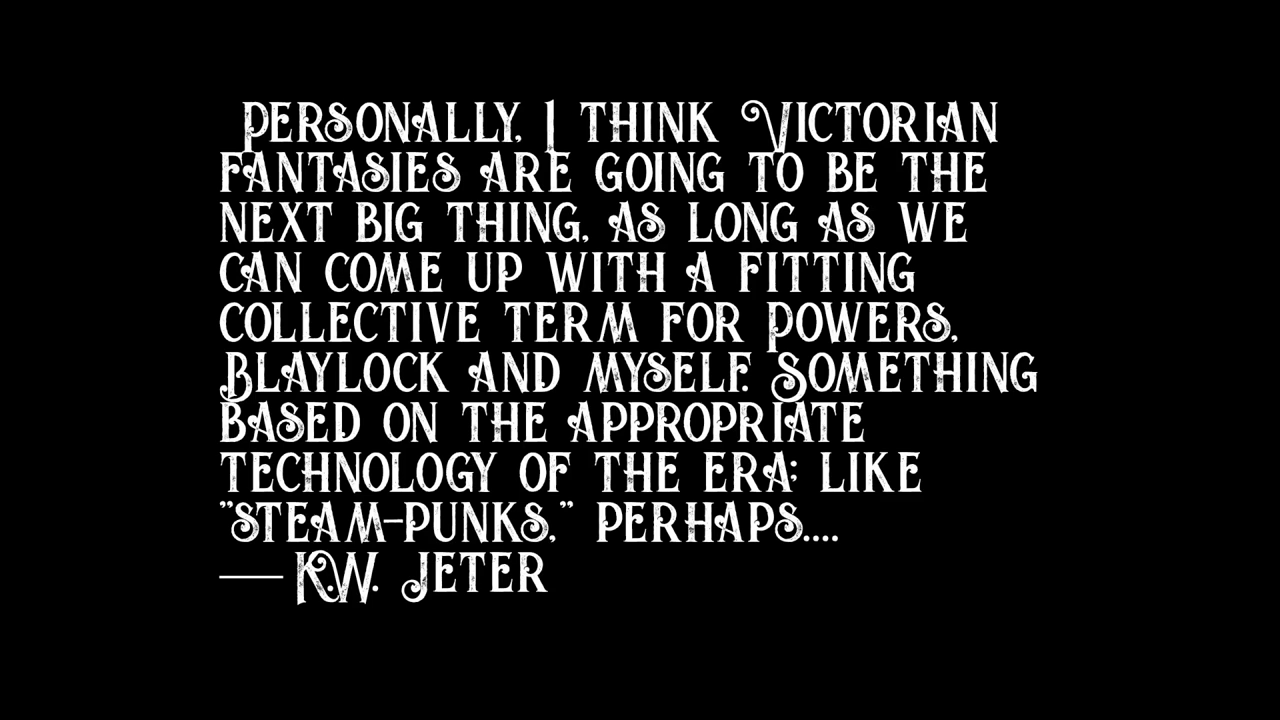 Personally, I think Victorian
fantasies are going to be the
next big thing, as long as we
can come up with a fitting
collective term for Powers,
Blaylock and myself. Something
based on the appropriate
technology of the era; like
"steam-punks," perhaps....
— K.W. Jeter